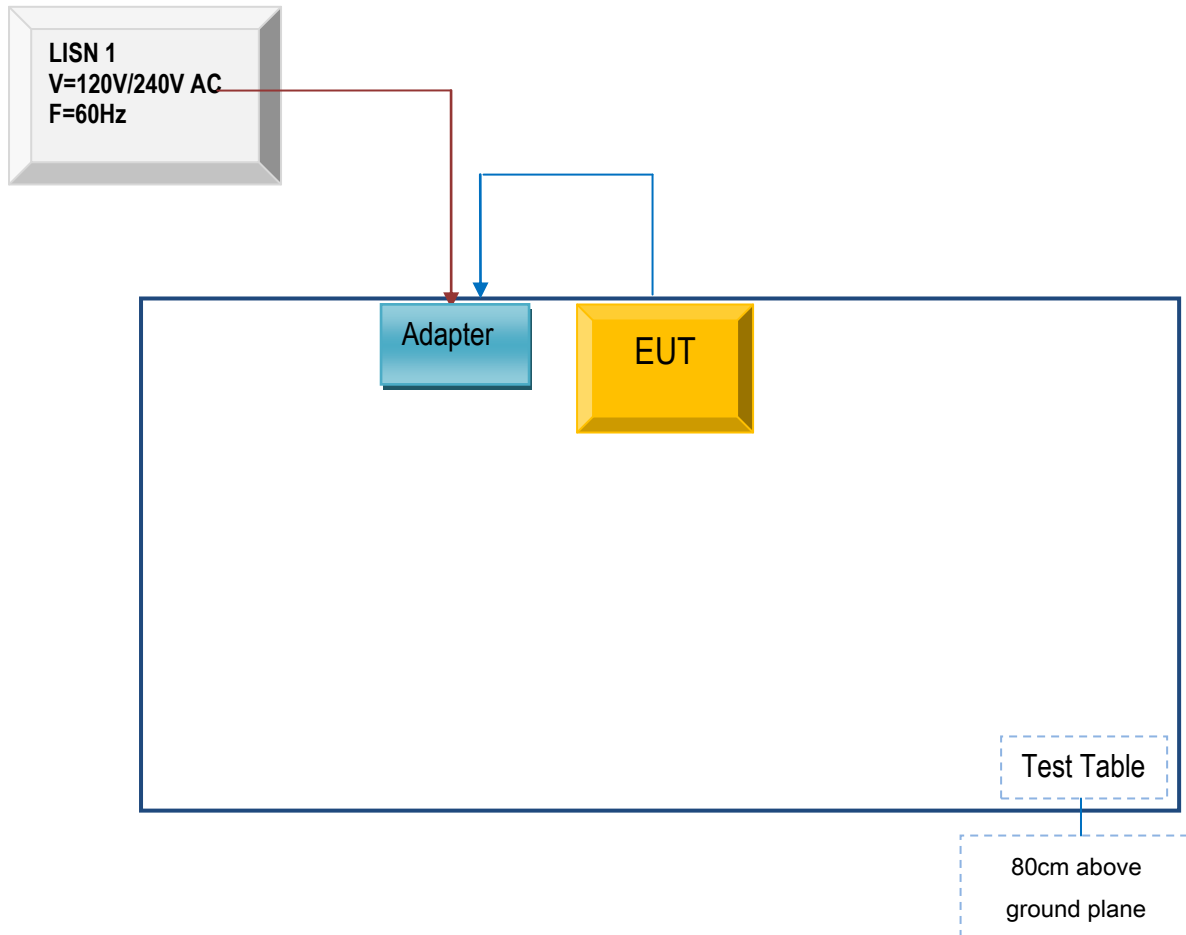 LISN 1
V=120V/240V AC
F=60Hz
Adapter
EUT
Test Table
80cm above
ground plane